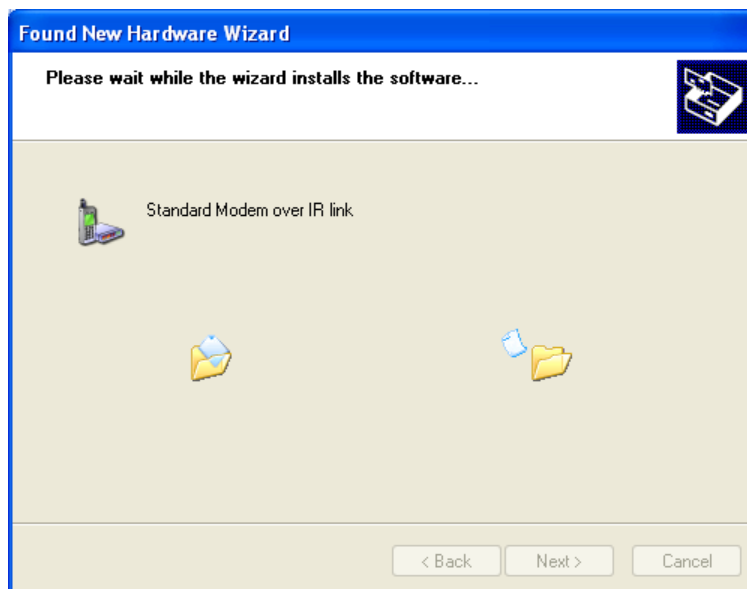 Found New Hardware Wizard
Please wait while the wizard installs the software...
Standard Modem over IR link
< Back
Next >
Cancel